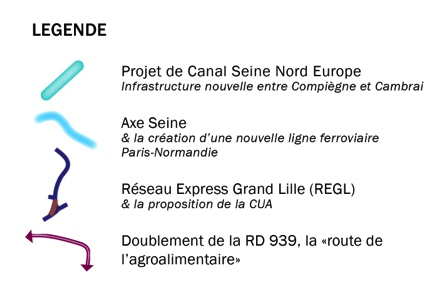 LEGENDE
Projet de Canal Seine Nord Europe
Infrastructure nouvelle entre Compiègne et Cambrai
Axe Seine
& la création d'une nouvelle ligne ferroviaire
Paris-Normandie
Réseau Express Grand Lille (REGL)
& la proposition de la CUA
Doublement de la RD 939, la «route de
l'agroalimentaire»